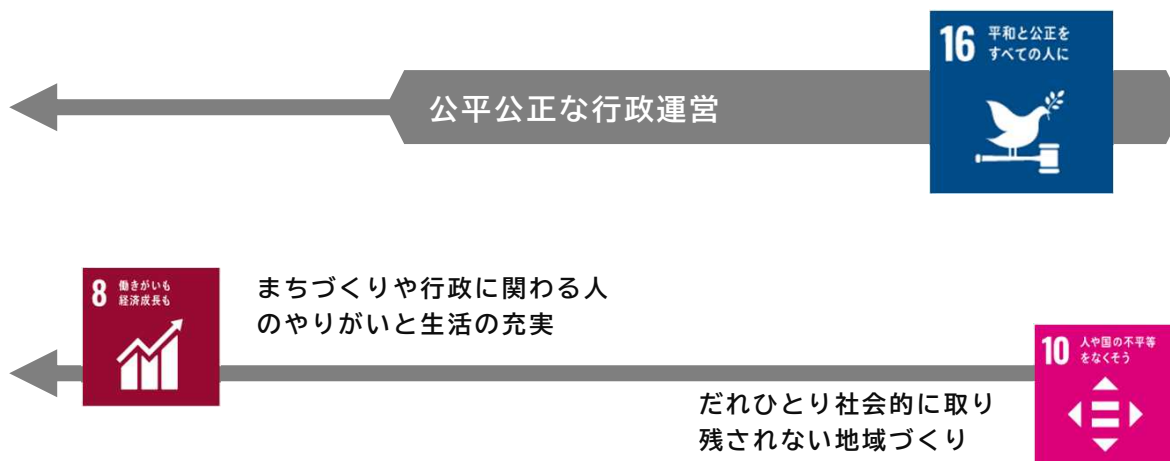 16 平和と公正を
すべての人に
公平公正な行政運営
8 働きがいも
経済成長も
まちづくりや行政に関わる人
のやりがいと生活の充実
10 人や国の不平等
をなくそう
だれひとり社会的に取り
残されない地域づくり